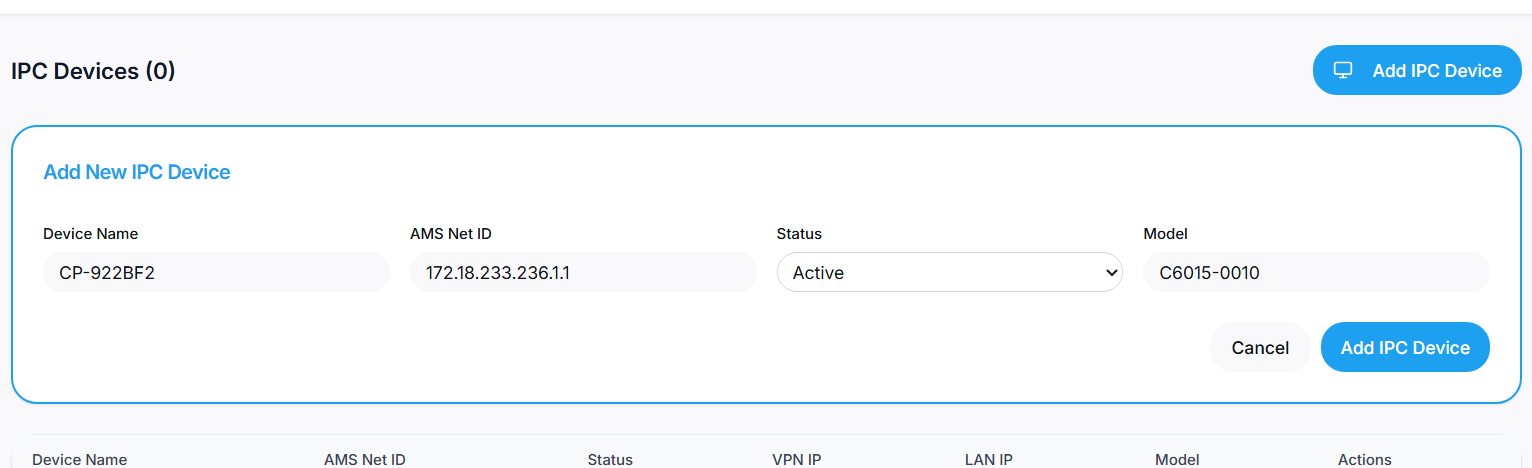 IPC Devices (0)
Add IPC Device
Add New IPC Device
Device Name
AMS Net ID
Status
Model
CP-922BF2
172.18.233.236.1.1
Active
C6015-0010
Cancel
Add IPC Device
Device Name
AMS Net ID
Status
VPN IP
LAN IP
Model
Actions